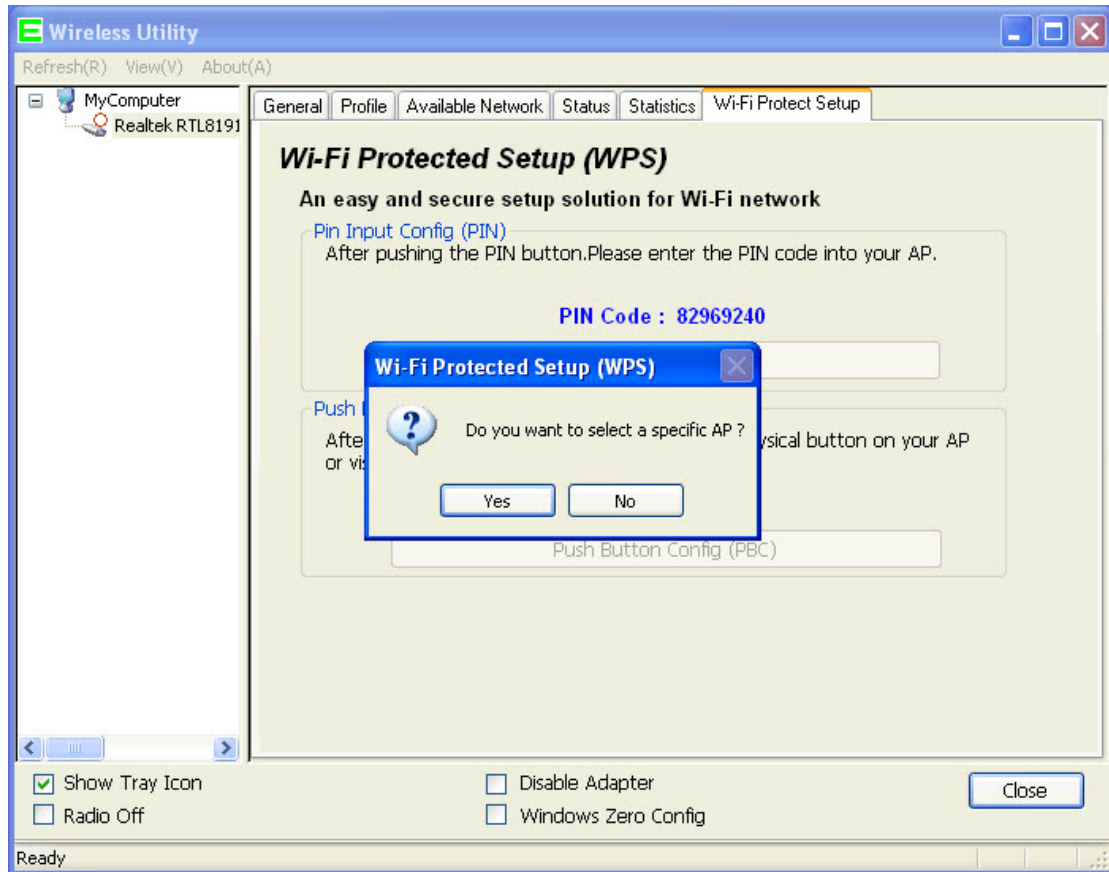 Wireless Utility
Refresh(R) View(V) About(A)
MyComputer
Realtek RTL8191
General Profile Available Network Status Statistics Wi-Fi Protect Setup
Wi-Fi Protected Setup (WPS)
An easy and secure setup solution for Wi-Fi network
Pin Input Config (PIN)
After pushing the PIN button.Please enter the PIN code into your AP.
PIN Code : 82969240
Wi-Fi Protected Setup (WPS)
Do you want to select a specific AP ?
Yes No
Push
Afte ysical button on your AP
or vi
Push Button Config (PBC)
Show Tray Icon
Radio Off
Disable Adapter
Windows Zero Config
Close
Ready